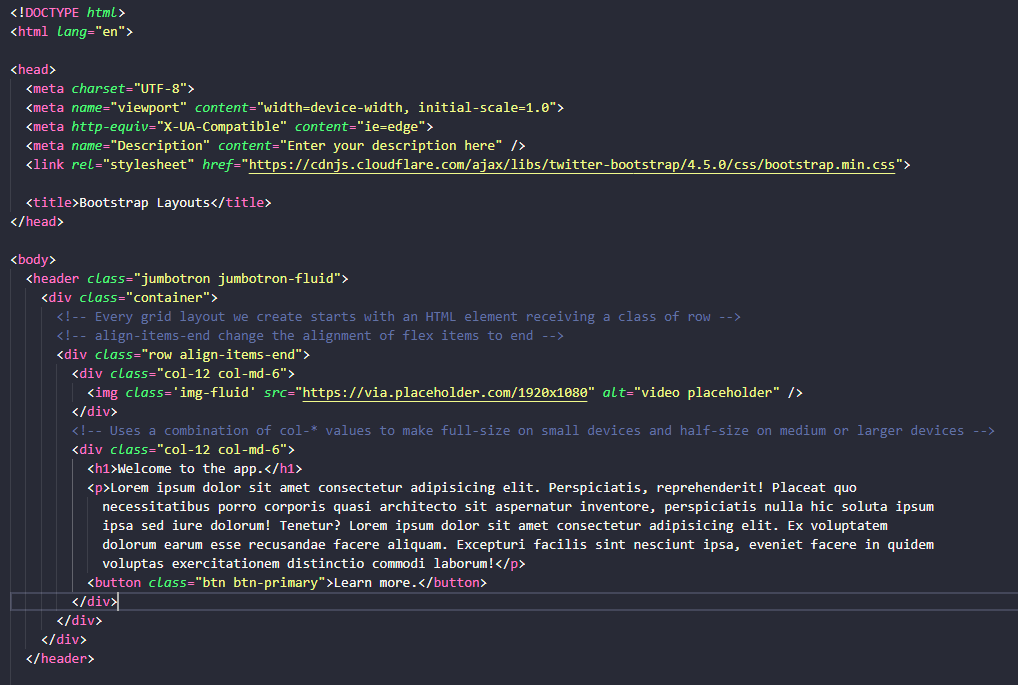 <!DOCTYPE html>
<html lang="en">
<head>
<meta charset="UTF-8">
<meta name="viewport" content="width=device-width, initial-scale=1.0">
<meta http-equiv="X-UA-Compatible" content="ie=edge">
<meta name="Description" content="Enter your description here" />
<link rel="stylesheet" href="https://cdnjs.cloudflare.com/ajax/libs/twitter-bootstrap/4.5.0/css/bootstrap.min.css">
<title>Bootstrap Layouts</title>
</head>
<body>
<header class="jumbotron jumbotron-fluid">
<div class="container">
<!-- Every grid layout we create starts with an HTML element receiving a class of row -->
<!-- align-items-end change the alignment of flex items to end -->
<div class="row align-items-end">
<div class="col-12 col-md-6">
<img class='img-fluid' src="https://via.placeholder.com/1920x1080" alt="video placeholder" />
</div>
<!-- Uses a combination of col-* values to make full-size on small devices and half-size on medium or larger devices -->
<div class="col-12 col-md-6">
<h1>Welcome to the app.</h1>
<p>Lorem ipsum dolor sit amet consectetur adipisicing elit. Perspiciatis, reprehenderit! Placeat quo
necessitatibus porro corporis quasi architecto sit aspernatur inventore, perspiciatis nulla hic soluta ipsum
ipsa sed iure dolorum! Tenetur? Lorem ipsum dolor sit amet consectetur adipisicing elit. Ex voluptatem
dolorum earum esse recusandae facere aliquam. Excepturi facilis sint nesciunt ipsa, eveniet facere in quidem
voluptas exercitationem distinctio commodi laborum!</p>
<button class="btn btn-primary">Learn more.</button>
</div>
</div>
</div>
</header>